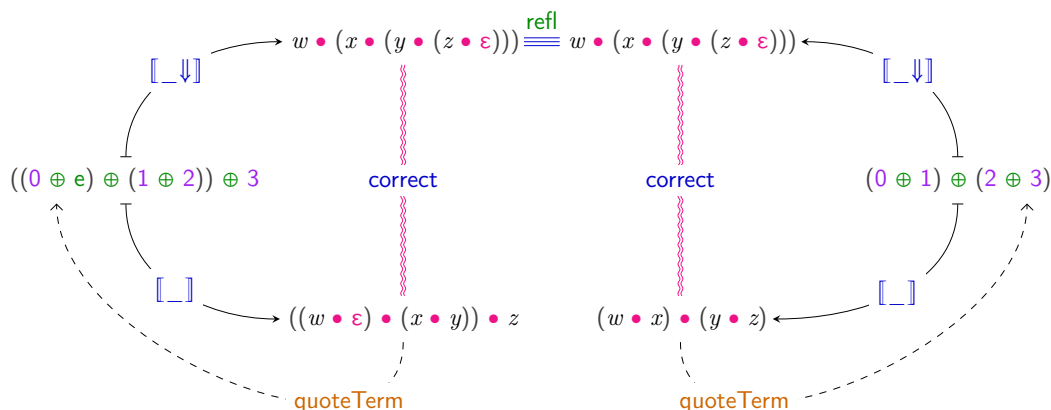 refl
w • (x • (y • (z • ε))) ≡ w • (x • (y • (z • ε)))
⟦_⇓⟧ ⟦_⇓⟧
((0 ⊕ e) ⊕ (1 ⊕ 2)) ⊕ 3 correct correct (0 ⊕ 1) ⊕ (2 ⊕ 3)
⟦_⟧ ⟦_⟧
((w • ε) • (x • y)) • z (w • x) • (y • z)
quoteTerm quoteTerm